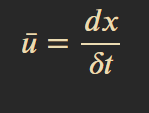 ū = dx/δt